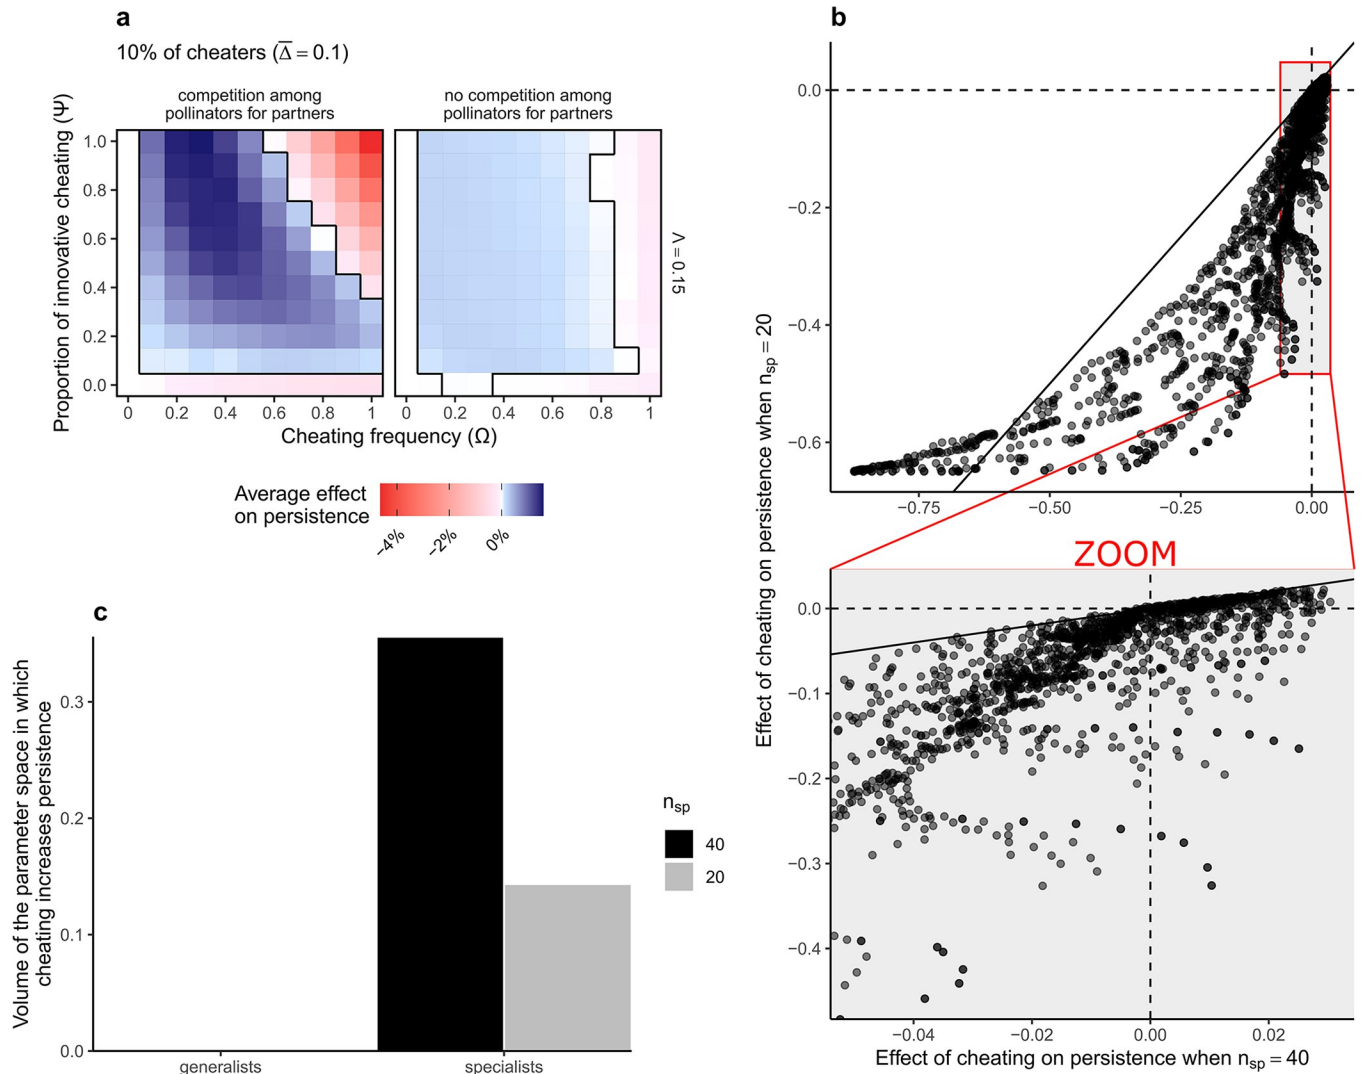 a
10% of cheaters (Δ̅ = 0.1)
competition among
pollinators for partners
no competition among
pollinators for partners
Proportion of innovative cheating (Ψ)
1.0
0.8
0.6
0.4
0.2
0.0
Λ = 0.15
0 0.2 0.4 0.6 0.8 1
0 0.2 0.4 0.6 0.8 1
Cheating frequency (Ω)
Average effect
on persistence
−4% −2% 0%
b
Effect of cheating on persistence when nsp = 20
0.0
−0.2
−0.4
−0.6
−0.75 −0.50 −0.25 0.00
ZOOM
0.0
−0.1
−0.2
−0.3
−0.4
−0.04 −0.02 0.00 0.02
Effect of cheating on persistence when nsp = 40
c
Volume of the parameter space in which
cheating increases persistence
0.3
0.2
0.1
0.0
generalists specialists
nsp
40
20